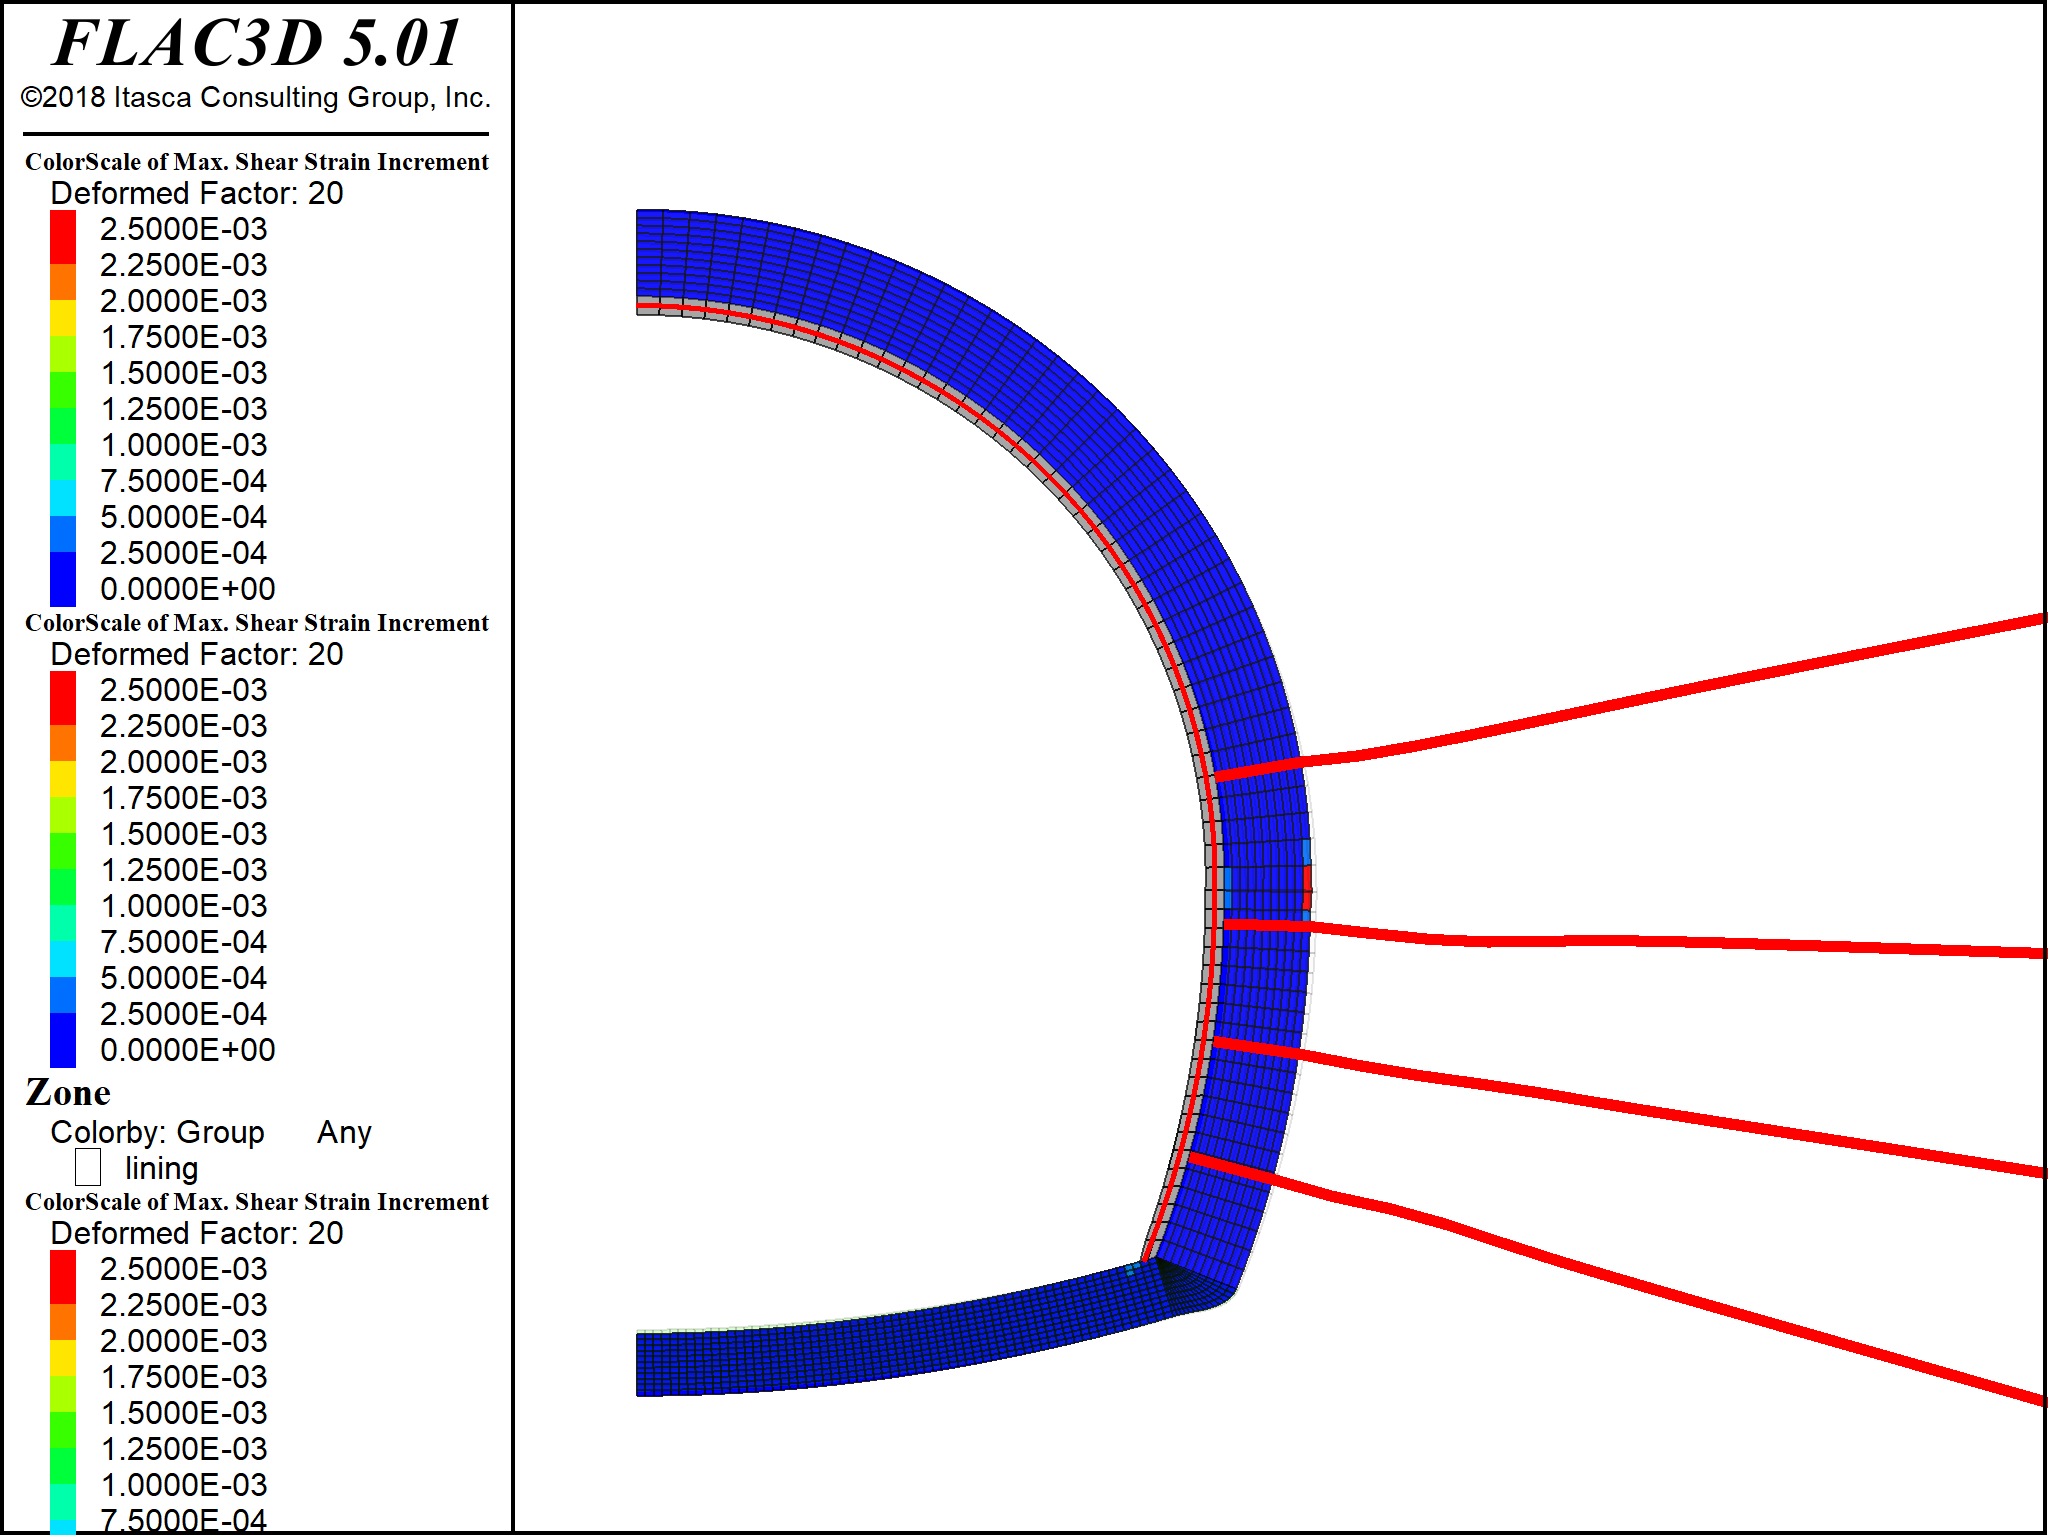 FLAC3D 5.01
©2018 Itasca Consulting Group, Inc.
ColorScale of Max. Shear Strain Increment
Deformed Factor: 20
2.5000E-03
2.2500E-03
2.0000E-03
1.7500E-03
1.5000E-03
1.2500E-03
1.0000E-03
7.5000E-04
5.0000E-04
2.5000E-04
0.0000E+00
ColorScale of Max. Shear Strain Increment
Deformed Factor: 20
2.5000E-03
2.2500E-03
2.0000E-03
1.7500E-03
1.5000E-03
1.2500E-03
1.0000E-03
7.5000E-04
5.0000E-04
2.5000E-04
0.0000E+00
Zone
Colorby: Group Any
lining
ColorScale of Max. Shear Strain Increment
Deformed Factor: 20
2.5000E-03
2.2500E-03
2.0000E-03
1.7500E-03
1.5000E-03
1.2500E-03
1.0000E-03
7.5000E-04